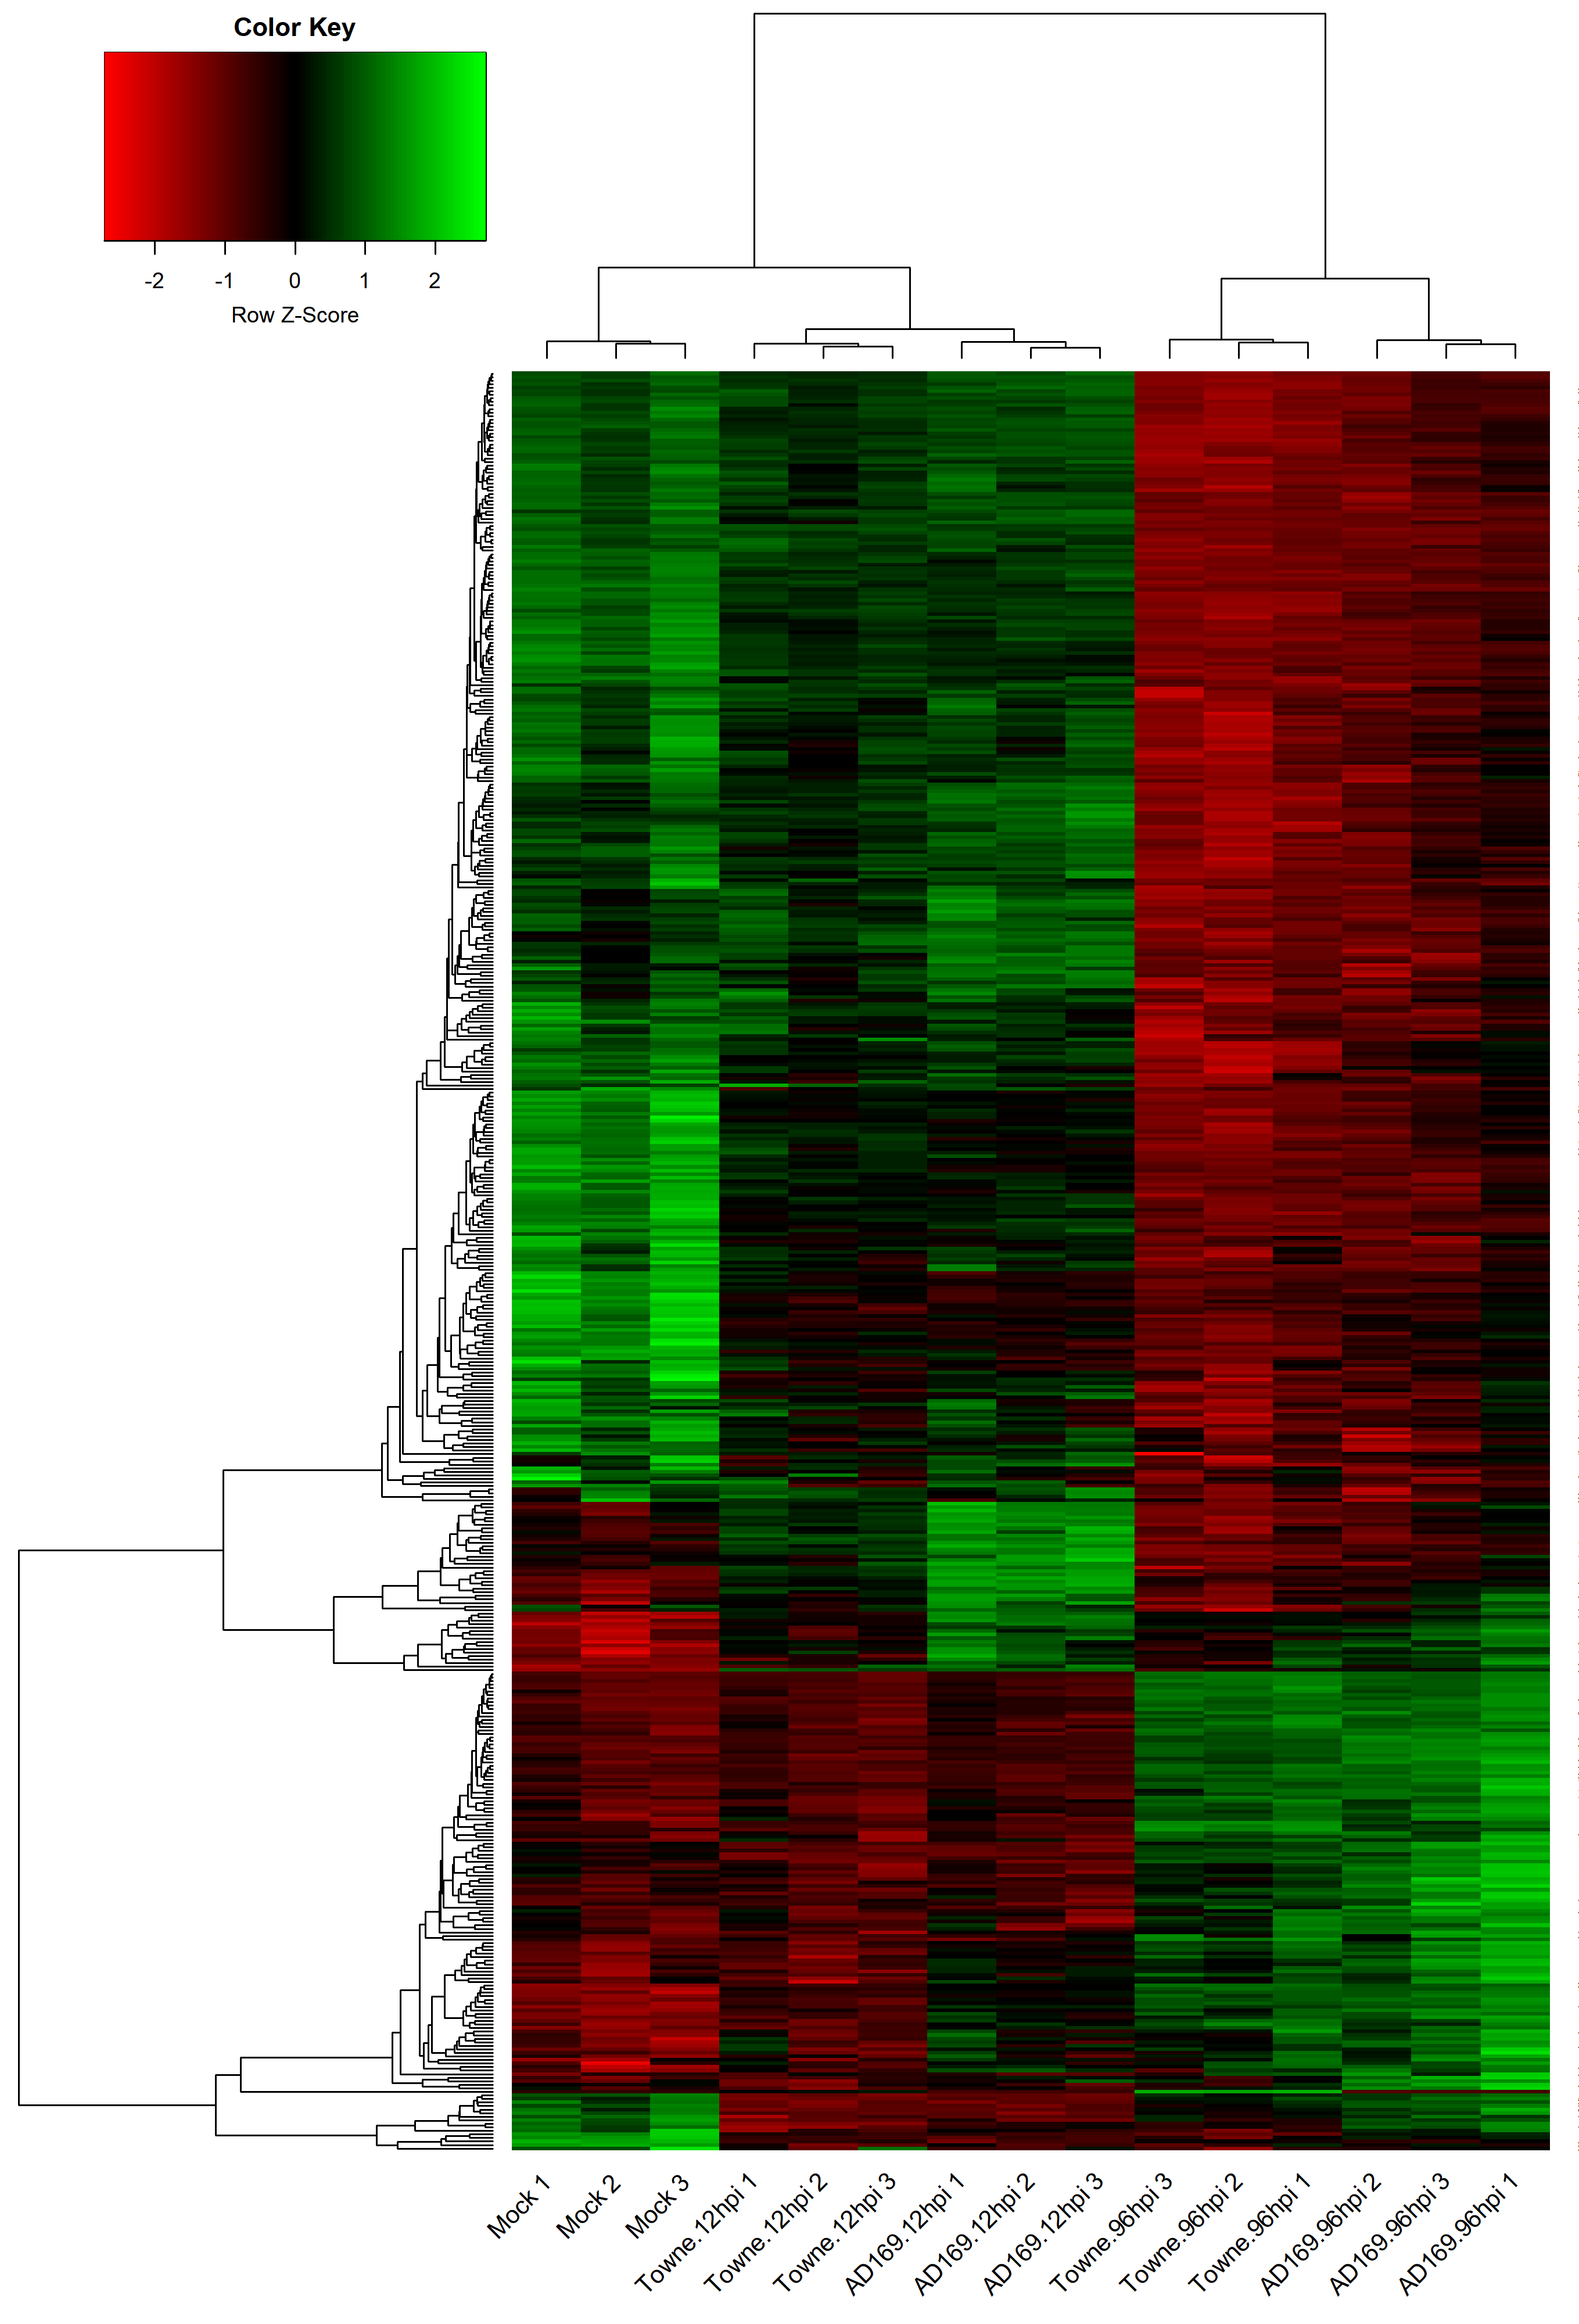 Color Key
-2 -1 0 1 2
Row Z-Score
Mock 1
Mock 2
Mock 3
Towne.12hpi 1
Towne.12hpi 2
Towne.12hpi 3
AD169.12hpi 1
AD169.12hpi 2
AD169.12hpi 3
Towne.96hpi 3
Towne.96hpi 2
Towne.96hpi 1
AD169.96hpi 2
AD169.96hpi 3
AD169.96hpi 1